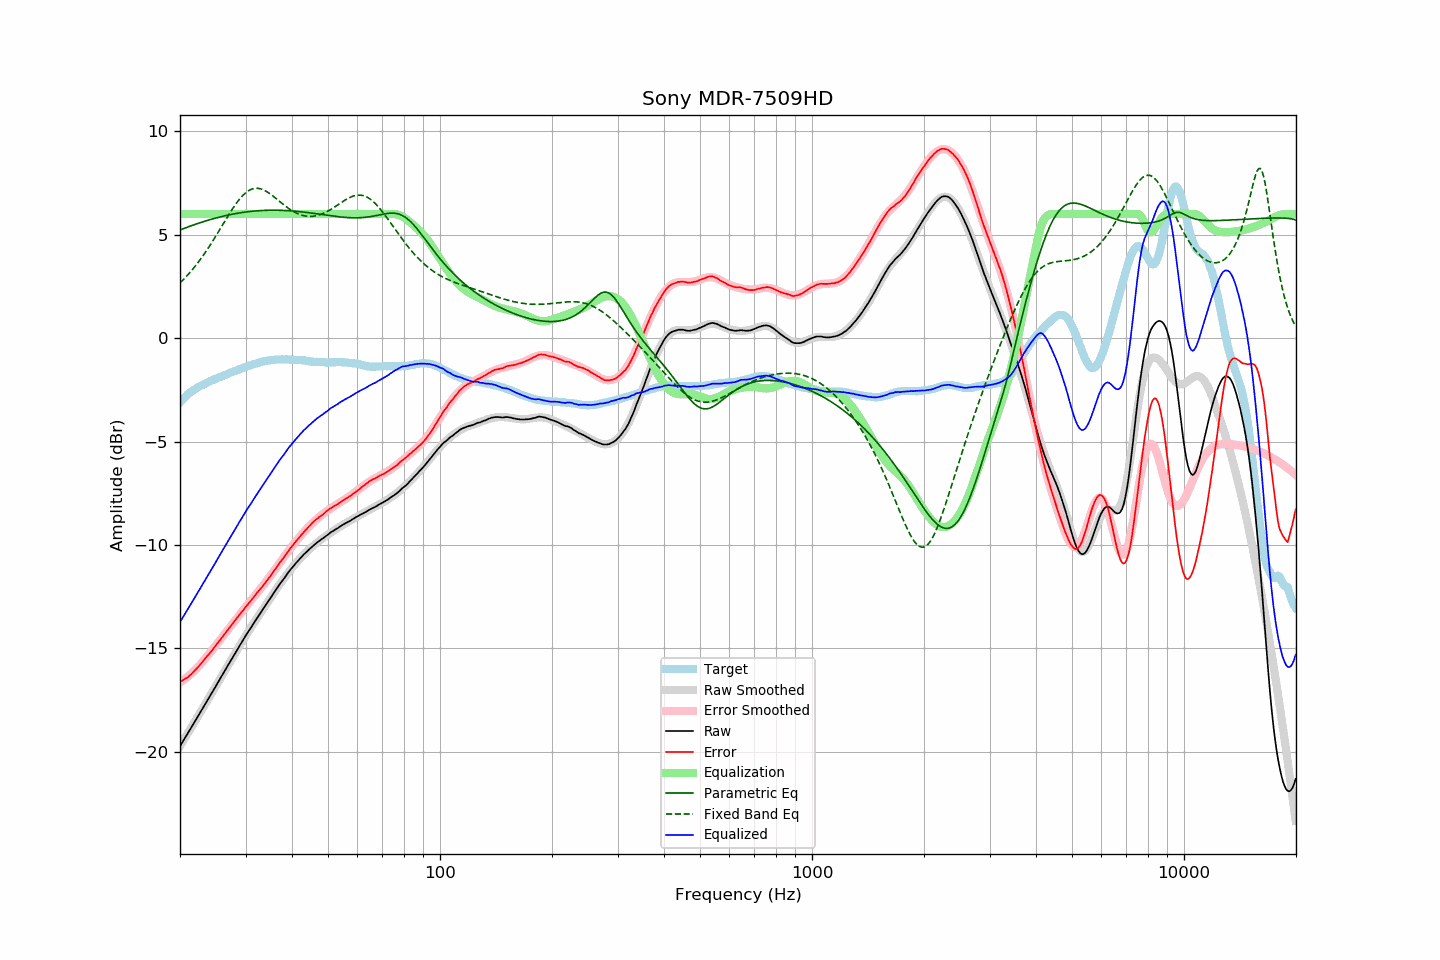 Sony MDR-7509HD
10
5
0
−5
−10
−15
−20
Amplitude (dBr)
Target
Raw Smoothed
Error Smoothed
Raw
Error
Equalization
Parametric Eq
Fixed Band Eq
Equalized
100
1000
10000
Frequency (Hz)